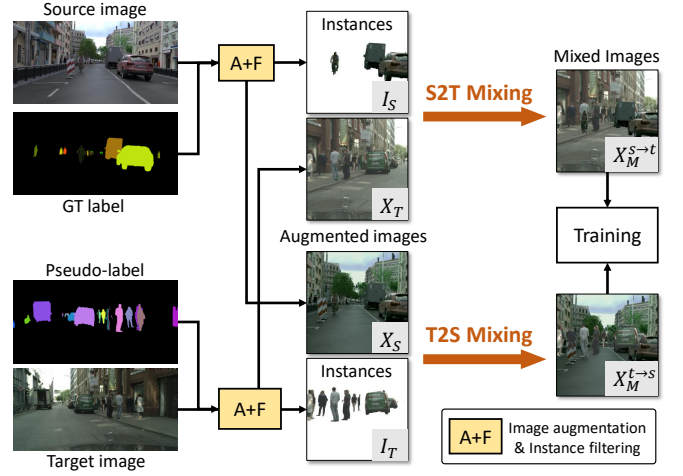 Source image
GT label
Pseudo-label
Target image
A+F
A+F
Instances
I_S
X_T
Augmented images
X_S
Instances
I_T
S2T Mixing
T2S Mixing
Mixed Images
X_M^{s→t}
Training
X_M^{t→s}
A+F
Image augmentation
& Instance filtering